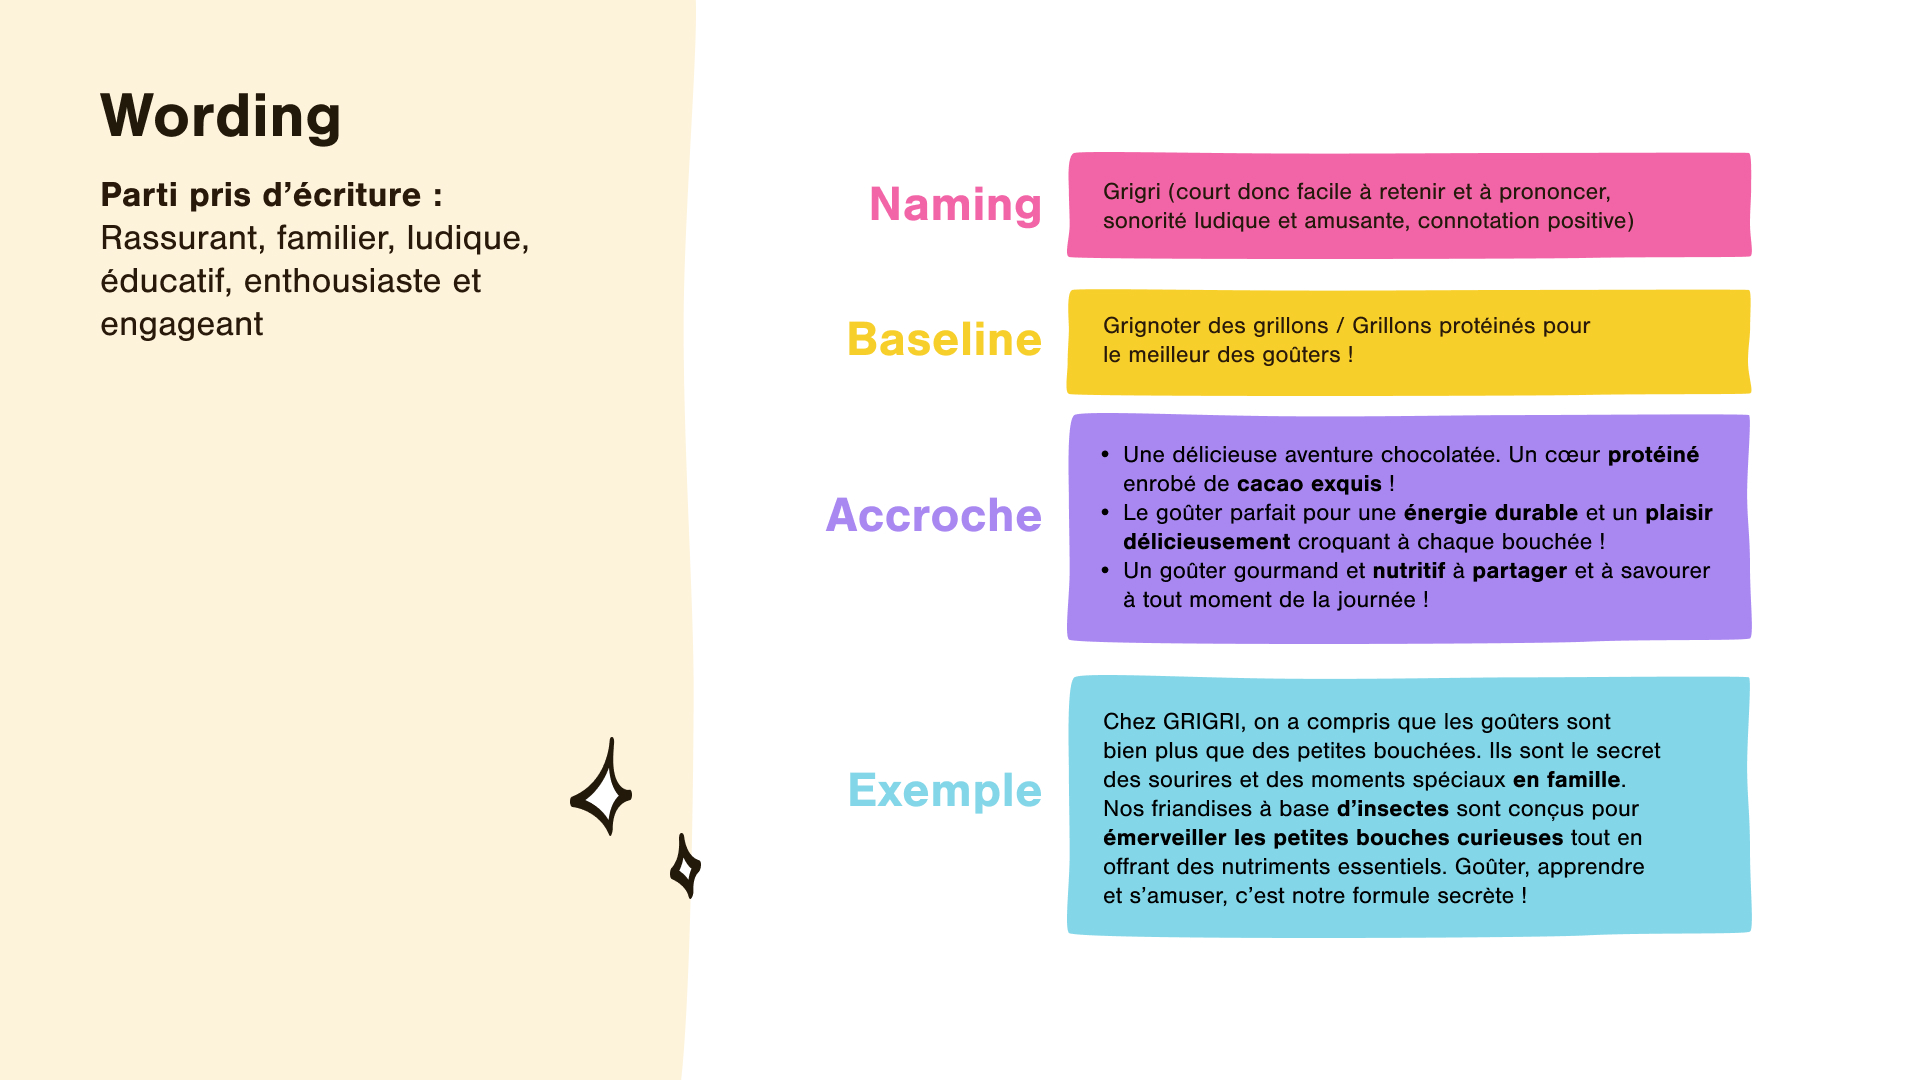 Wording
Parti pris d’écriture :
Rassurant, familier, ludique,
éducatif, enthousiaste et
engageant
Naming
Grigri (court donc facile à retenir et à prononcer,
sonorité ludique et amusante, connotation positive)
Baseline
Grignoter des grillons / Grillons protéinés pour
le meilleur des goûters !
Accroche
• Une délicieuse aventure chocolatée. Un cœur protéiné
enrobé de cacao exquis !
• Le goûter parfait pour une énergie durable et un plaisir
délicieusement croquant à chaque bouchée !
• Un goûter gourmand et nutritif à partager et à savourer
à tout moment de la journée !
Exemple
Chez GRIGRI, on a compris que les goûters sont
bien plus que des petites bouchées. Ils sont le secret
des sourires et des moments spéciaux en famille.
Nos friandises à base d’insectes sont conçus pour
émerveiller les petites bouches curieuses tout en
offrant des nutriments essentiels. Goûter, apprendre
et s’amuser, c’est notre formule secrète !